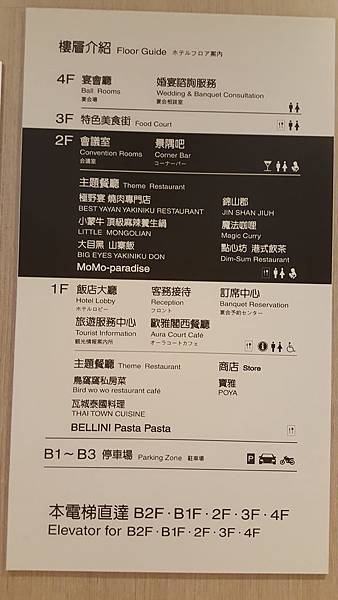 樓層介紹 Floor Guide ホテルフロア案内
4F 宴會廳 婚宴諮詢服務
Ball Rooms Wedding & Banquet Consultation
宴会場 宴会相談室
3F 特色美食街 Food Court
2F 會議室 景隅吧
Convention Rooms Corner Bar
会議室 コーナーバー
主題餐廳 Theme Restaurant
極野宴 燒肉專門店 錦山郡
BEST YAYAN YAKINIKU RESTAURANT JIN SHAN JIUH
小蒙牛 頂級麻辣養生鍋 魔法咖哩
LITTLE MONGOLIAN Magic Curry
大目黑 山寨飯 點心坊 港式飲茶
BIG EYES YAKINIKU DON Dim-Sum Restaurant
MoMo-paradise
1F 飯店大廳 客務接待 訂席中心
Hotel Lobby Reception Banquet Reservation
ホテルロビー フロント 宴会予約センター
旅遊服務中心 歐雅閣西餐廳
Tourist Information Aura Court Café
観光情報案内所 オーラコートカフェ
主題餐廳 Theme Restaurant 商店 Store
鳥窩窩私房菜 寶雅
Bird wo wo restaurant café POYA
瓦城泰國料理
THAI TOWN CUISINE
BELLINI Pasta Pasta
B1~B3 停車場 Parking Zone 駐車場
P
本電梯直達 B2F·B1F·2F·3F·4F
Elevator for B2F·B1F·2F·3F·4F